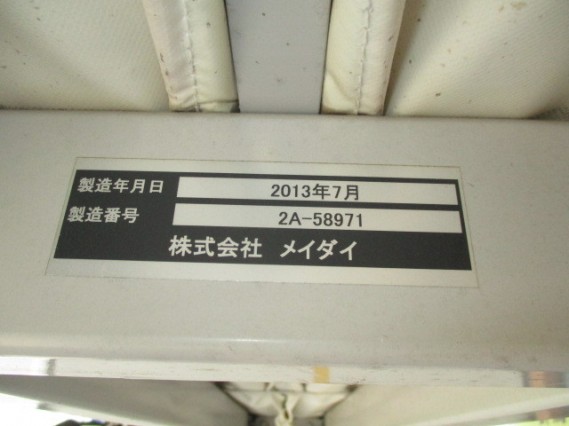 製造年月日 2013年7月
製造番号 2A-58971
株式会社 メイダイ